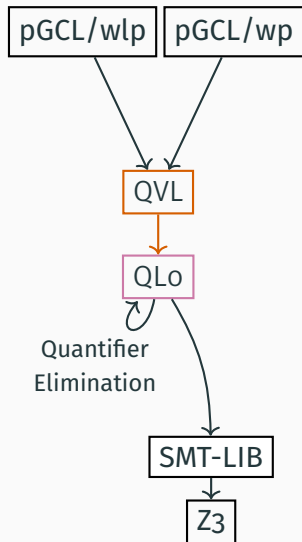 pGCL/wlp pGCL/wp
QVL
QLo
Quantifier
Elimination
SMT-LIB
Z3